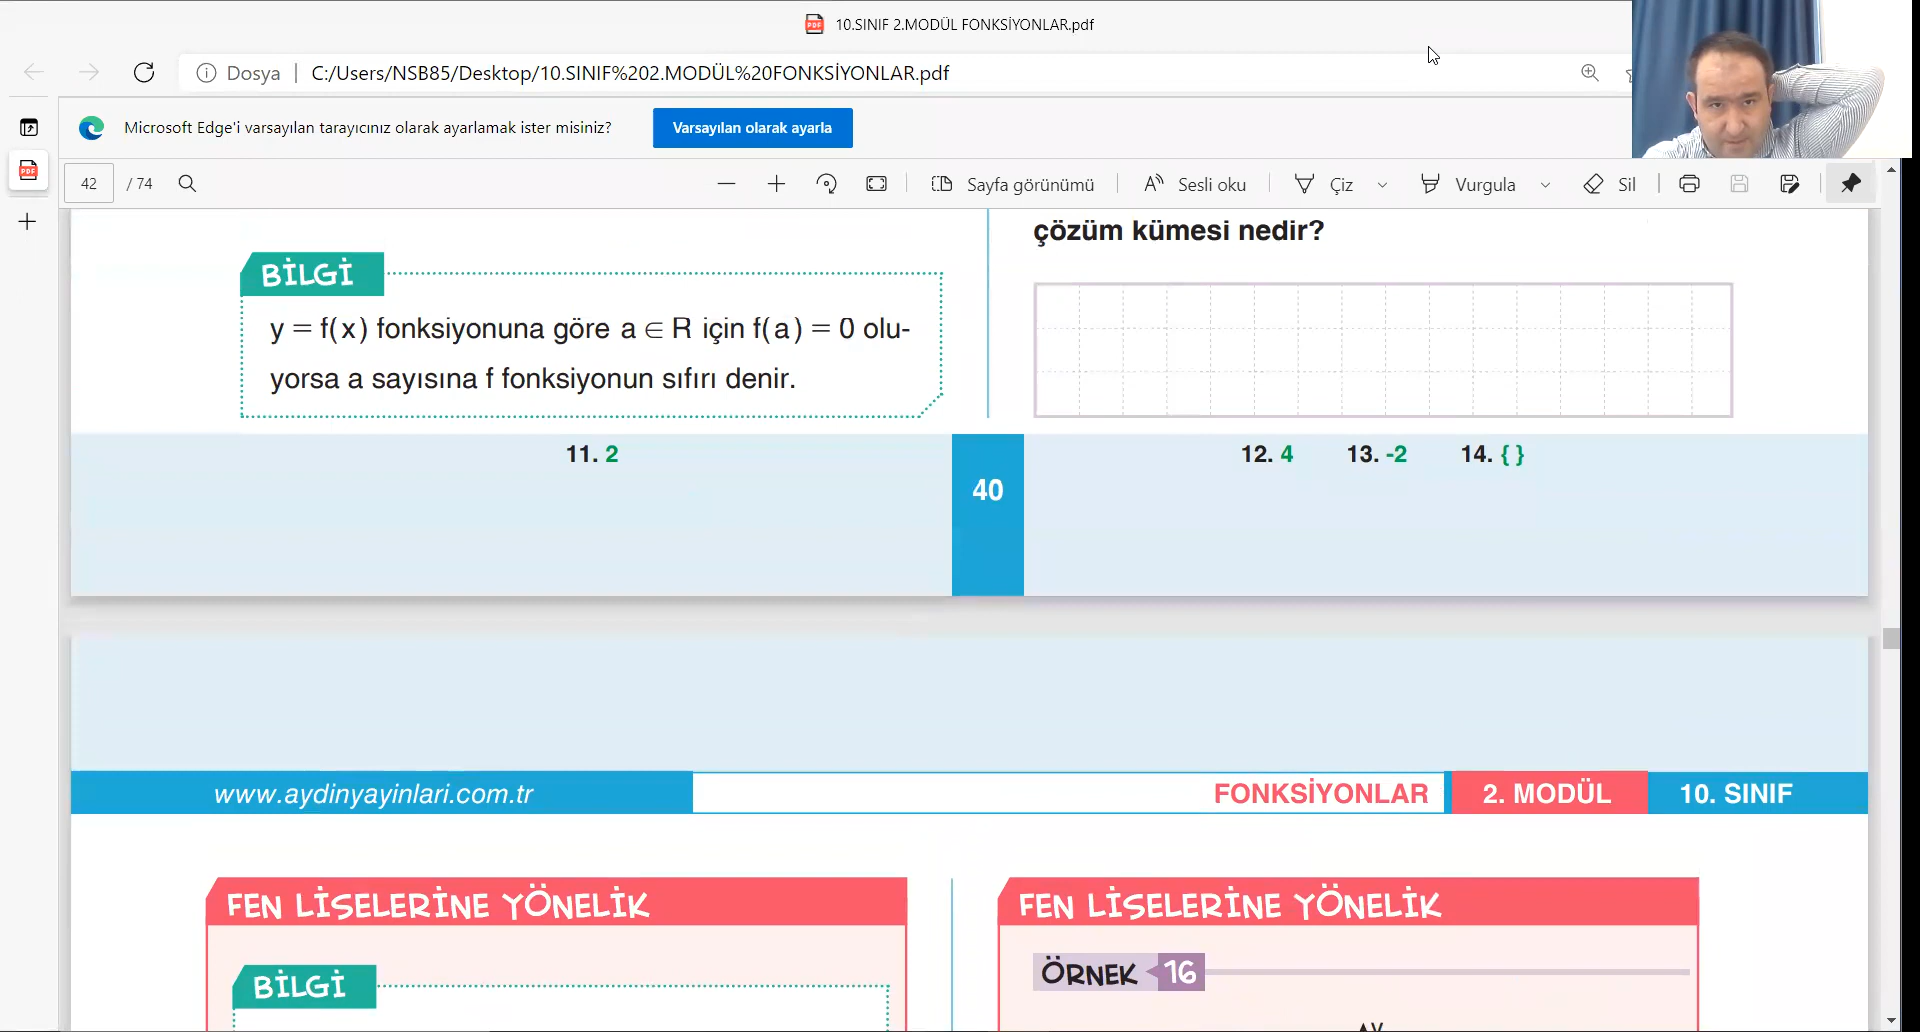 10.SINIF 2.MODÜL FONKSİYONLAR.pdf
Dosya | C:/Users/NSB85/Desktop/10.SINIF%202.MODÜL%20FONKSİYONLAR.pdf
Microsoft Edge'i varsayılan tarayıcınız olarak ayarlamak ister misiniz? Varsayılan olarak ayarla
42 / 74 Sayfa görünümü Sesli oku Çiz Vurgula Sil
BİLGİ
y = f(x) fonksiyonuna göre a ∈ R için f(a) = 0 olu-
yorsa a sayısına f fonksiyonun sıfırı denir.
11. 2
çözüm kümesi nedir?
12. 4 13. -2 14. { }
40
www.aydinyayinlari.com.tr FONKSİYONLAR 2. MODÜL 10. SINIF
FEN LİSELERİNE YÖNELİK
BİLGİ
FEN LİSELERİNE YÖNELİK
ÖRNEK 16